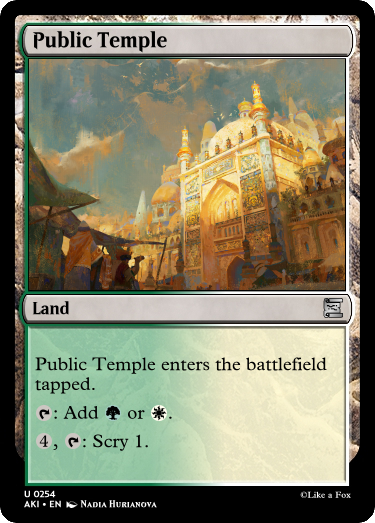 Public Temple
Land
Public Temple enters the battlefield
tapped.
: Add or .
4, : Scry 1.
U 0254
AKI • EN Nadia Hurianova
©Like a Fox